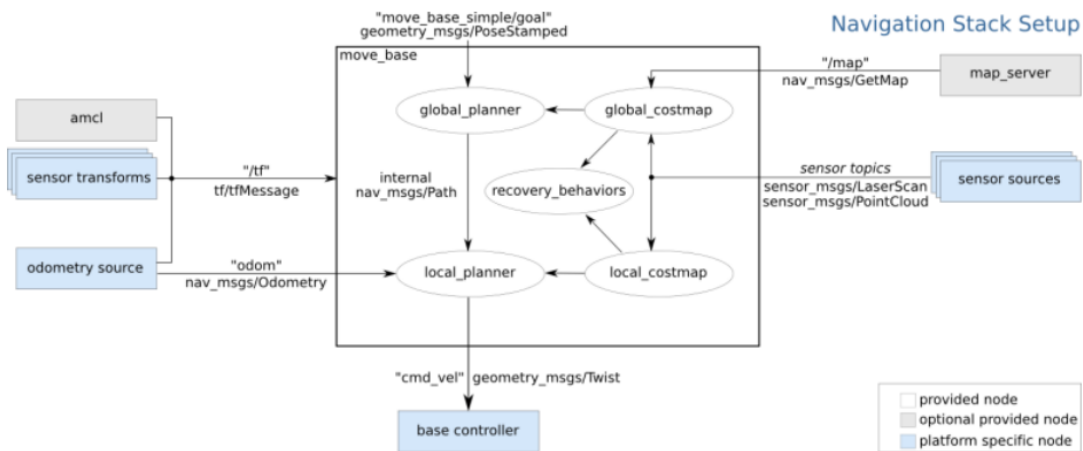 Navigation Stack Setup
"move_base_simple/goal"
geometry_msgs/PoseStamped
move_base
"/map"
nav_msgs/GetMap
map_server
amcl
global_planner
global_costmap
sensor transforms
"/tf"
tf/tfMessage
internal
nav_msgs/Path
recovery_behaviors
sensor topics
sensor_msgs/LaserScan
sensor_msgs/PointCloud
sensor sources
odometry source
"odom"
nav_msgs/Odometry
local_planner
local_costmap
"cmd_vel"
geometry_msgs/Twist
base controller
provided node
optional provided node
platform specific node